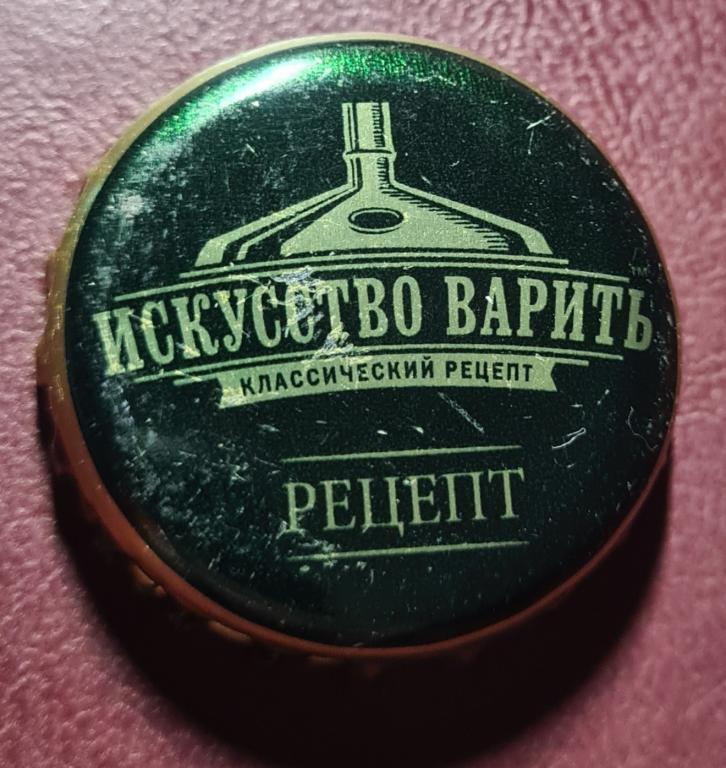 ИСКУССТВО ВАРИТЬ
КЛАССИЧЕСКИЙ РЕЦЕПТ
РЕЦЕПТ